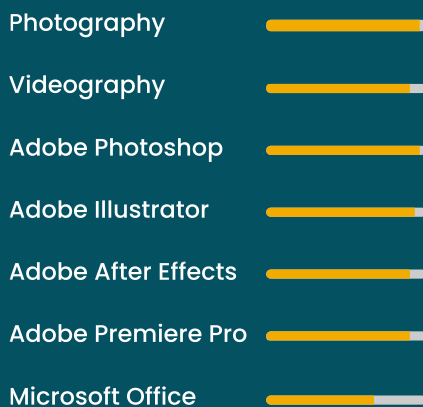 Photography
Videography
Adobe Photoshop
Adobe Illustrator
Adobe After Effects
Adobe Premiere Pro
Microsoft Office